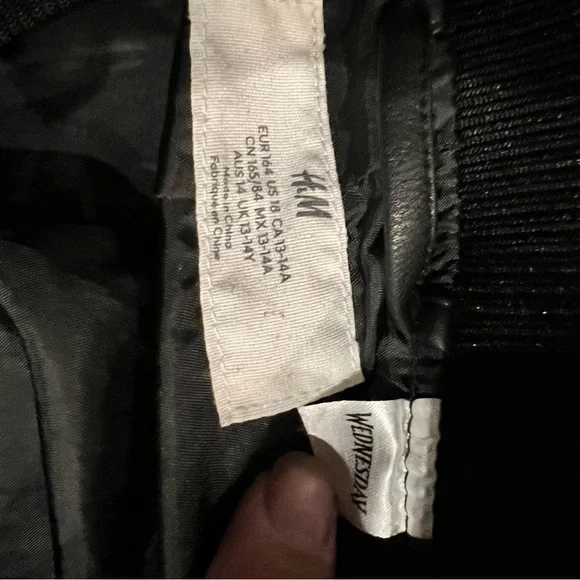 H&M
EUR 164 US 18 CA 13-14A
CN 165/84 MX 13-14A
AUS 14 UK 13-14Y
Made in China
Fabriqué en Chine
WEDNESDAY